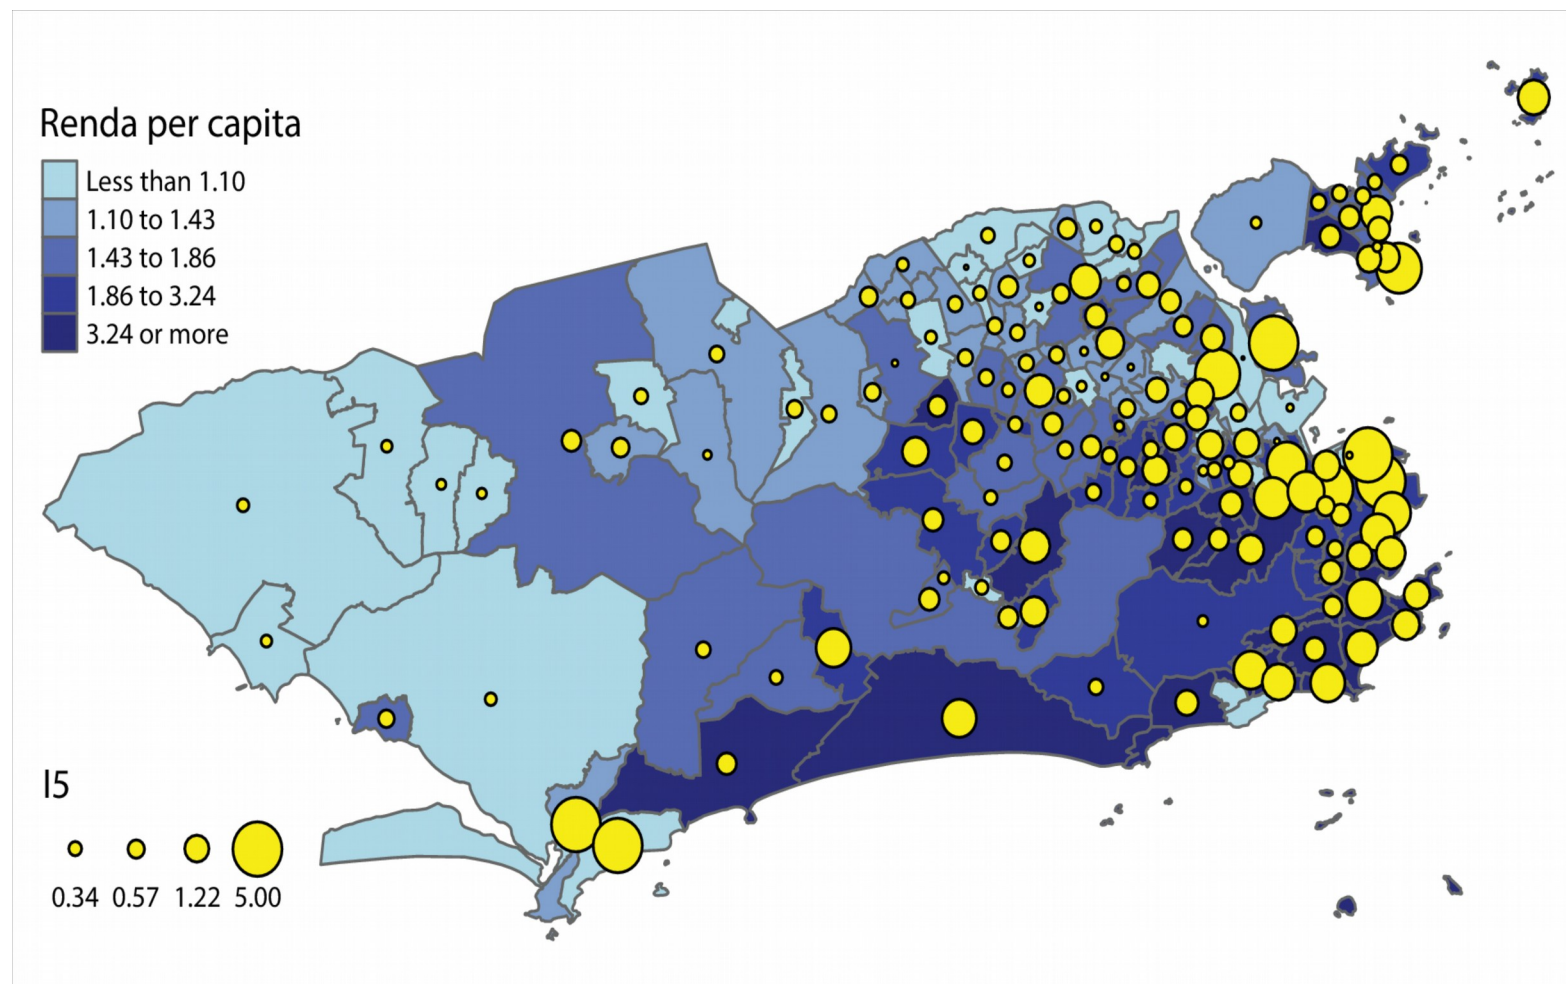 Renda per capita
Less than 1.10
1.10 to 1.43
1.43 to 1.86
1.86 to 3.24
3.24 or more
I5
0.34 0.57 1.22 5.00